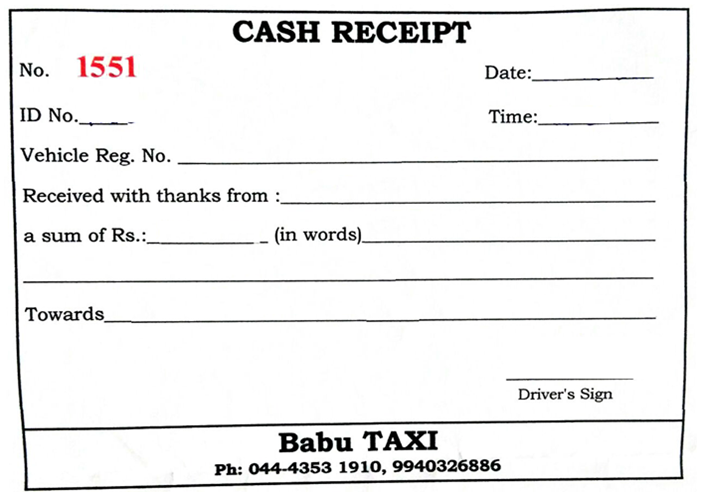 CASH RECEIPT
No. 1551 Date:
ID No. Time:
Vehicle Reg. No.
Received with thanks from :
a sum of Rs.: (in words)
Towards
Driver's Sign
Babu TAXI
Ph: 044-4353 1910, 9940326886